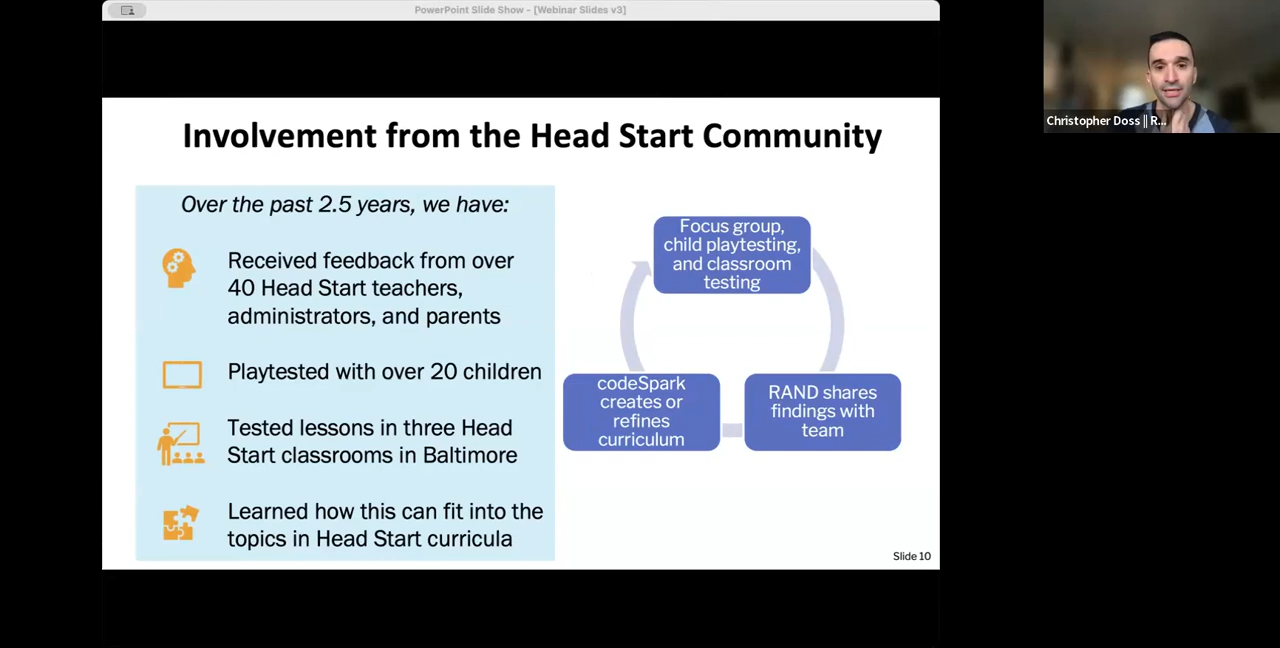 PowerPoint Slide Show - [Webinar Slides v3]
Christopher Doss || R...
Involvement from the Head Start Community
Over the past 2.5 years, we have:
Received feedback from over
40 Head Start teachers,
administrators, and parents
Playtested with over 20 children
Tested lessons in three Head
Start classrooms in Baltimore
Learned how this can fit into the
topics in Head Start curricula
Focus group,
child playtesting,
and classroom
testing
RAND shares
findings with
team
codeSpark
creates or
refines
curriculum
Slide 10